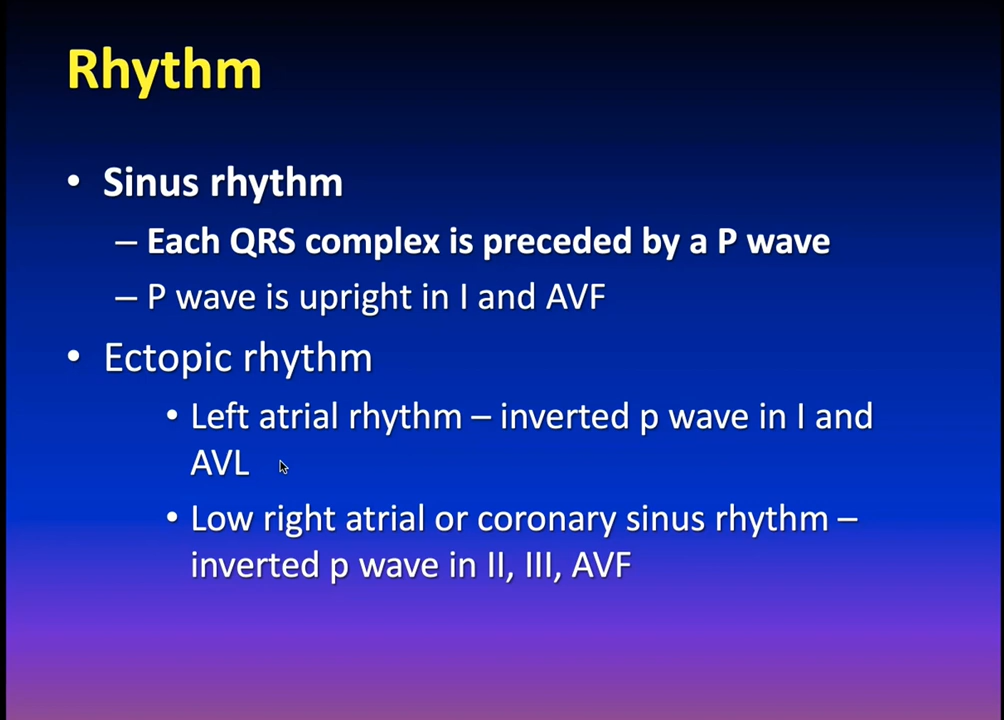 Rhythm
• Sinus rhythm
– Each QRS complex is preceded by a P wave
– P wave is upright in I and AVF
• Ectopic rhythm
• Left atrial rhythm – inverted p wave in I and
AVL
• Low right atrial or coronary sinus rhythm –
inverted p wave in II, III, AVF